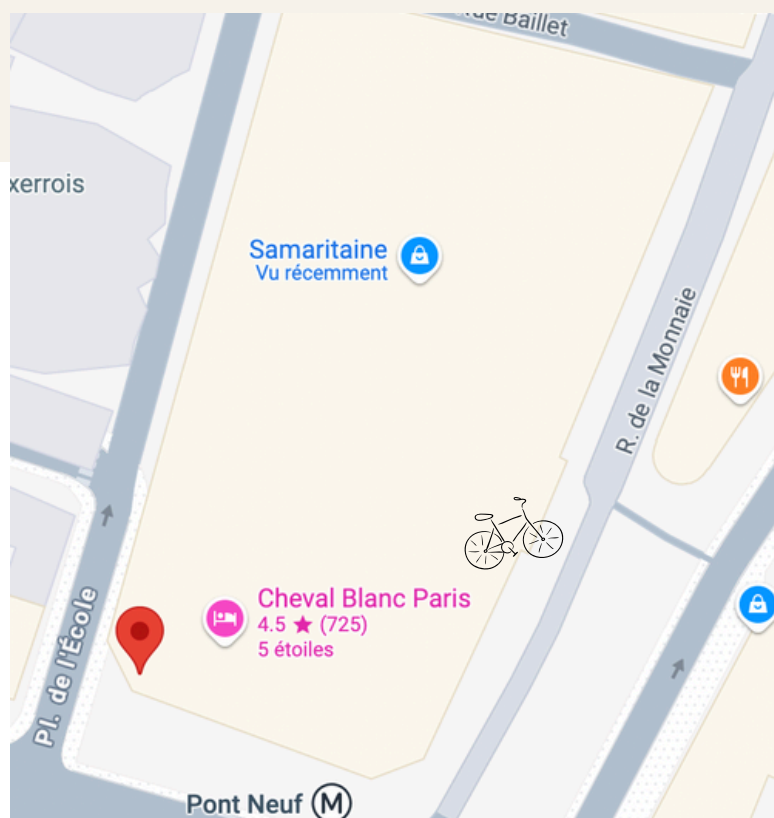 ue Baillet
xerrois
Samaritaine
Vu récemment
R. de la Monnaie
Cheval Blanc Paris
4.5 ★ (725)
5 étoiles
Pl. de l'École
Pont Neuf M